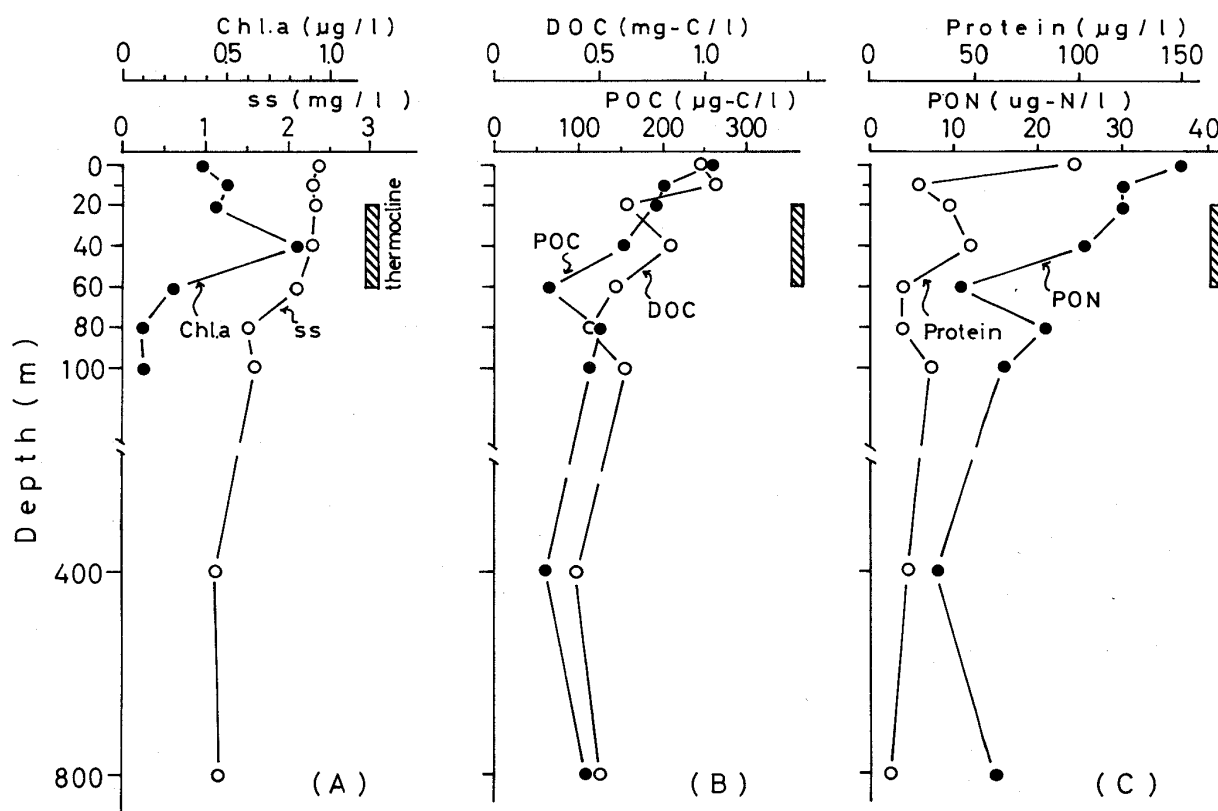 Chl.a (µg/l)
0 0.5 1.0
ss (mg/l)
0 1 2 3
DOC (mg-C/l)
0 0.5 1.0
POC (µg-C/l)
100 200 300
Protein (µg/l)
0 50 100 150
PON (ug-N/l)
0 10 20 30 40
Depth (m)
0
20
40
60
80
100
400
800
thermocline
Chl.a
ss
(A)
POC
DOC
(B)
PON
Protein
(C)